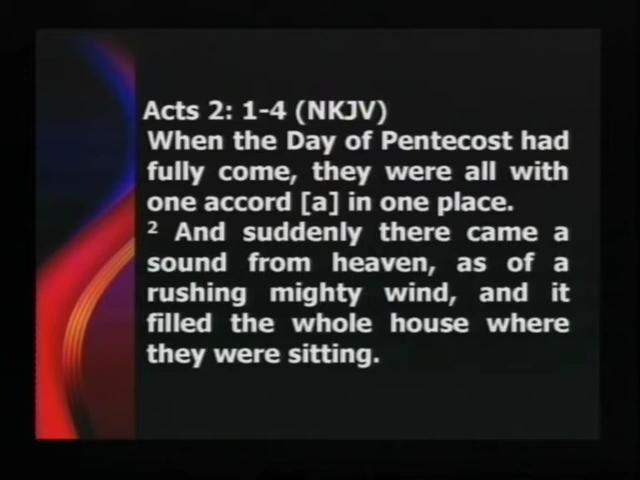 Acts 2: 1-4 (NKJV)
When the Day of Pentecost had
fully come, they were all with
one accord [a] in one place.
² And suddenly there came a
sound from heaven, as of a
rushing mighty wind, and it
filled the whole house where
they were sitting.